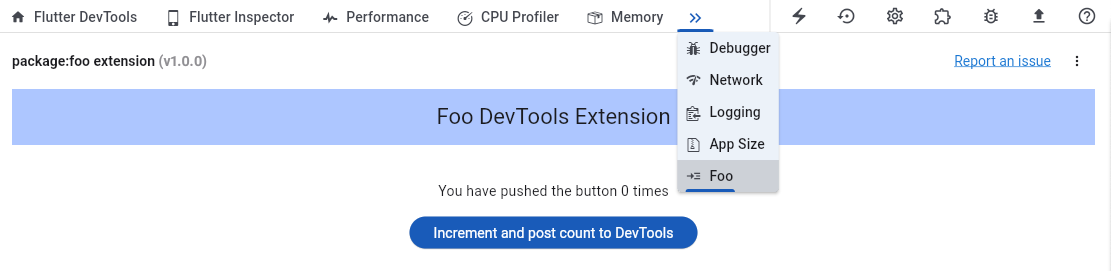 Flutter DevTools Flutter Inspector Performance CPU Profiler Memory
Debugger
Network
Logging
App Size
Foo
package:foo extension (v1.0.0) Report an issue
Foo DevTools Extension
You have pushed the button 0 times
Increment and post count to DevTools